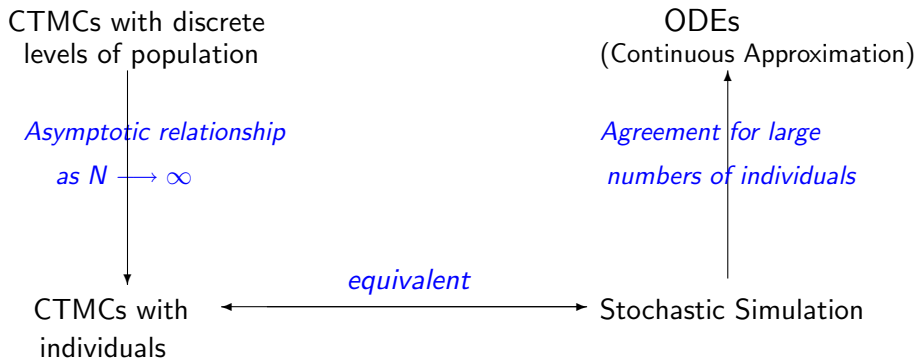 CTMCs with discrete
levels of population
ODEs
(Continuous Approximation)
Asymptotic relationship
as N ⟶ ∞
Agreement for large
numbers of individuals
equivalent
CTMCs with
individuals
Stochastic Simulation